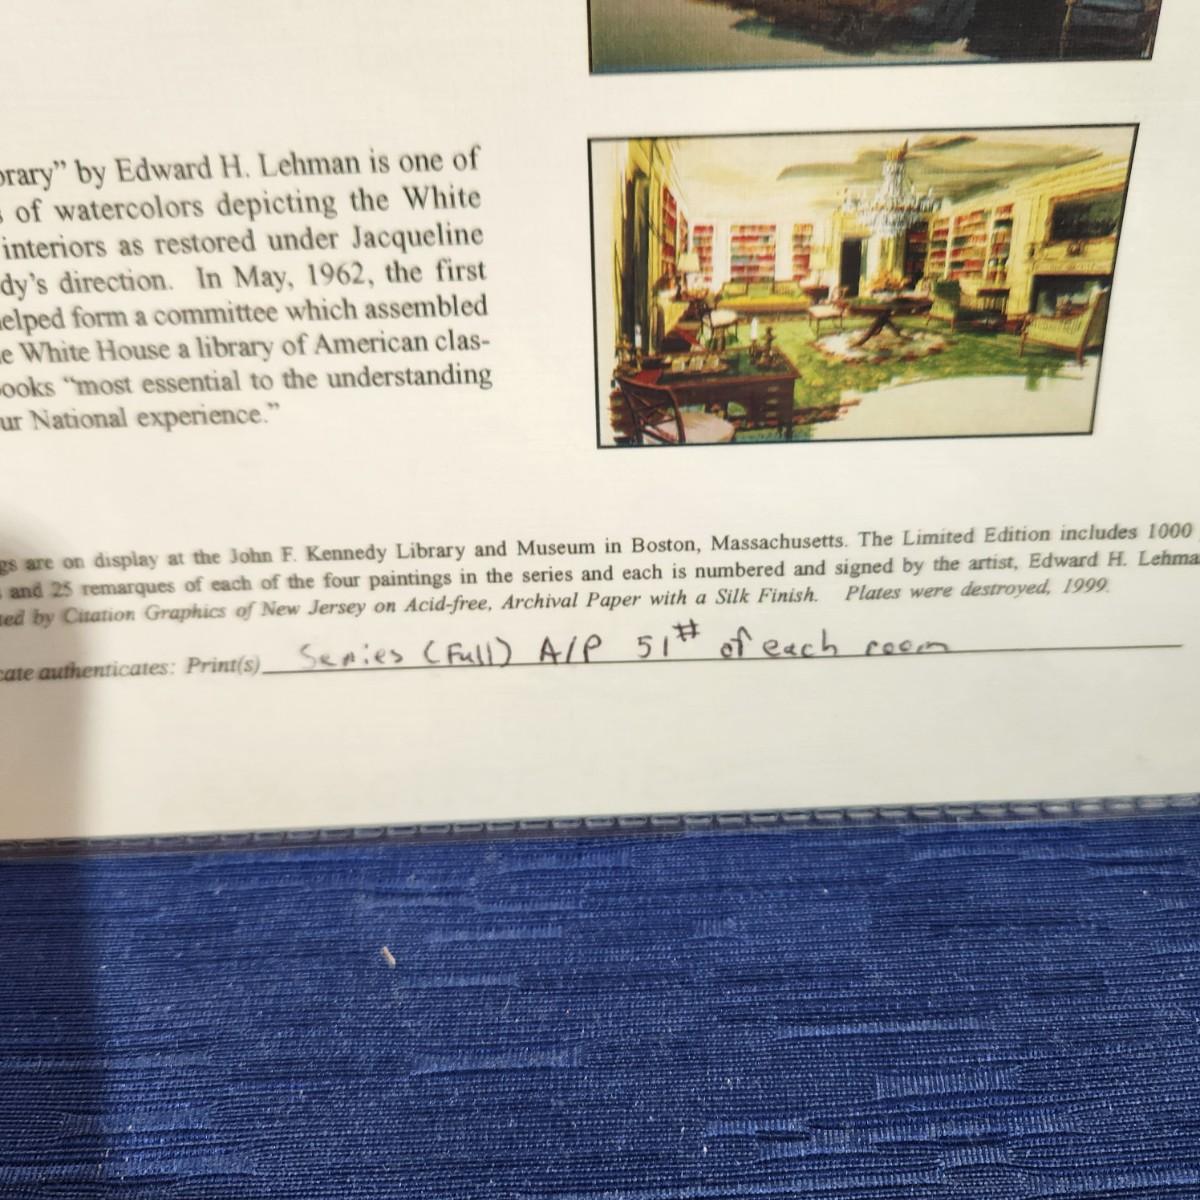 brary” by Edward H. Lehman is one of
of watercolors depicting the White
interiors as restored under Jacqueline
dy's direction. In May, 1962, the first
elped form a committee which assembled
e White House a library of American clas-
ooks “most essential to the understanding
ur National experience.”
gs are on display at the John F. Kennedy Library and Museum in Boston, Massachusetts. The Limited Edition includes 1000
and 25 remarques of each of the four paintings in the series and each is numbered and signed by the artist, Edward H. Lehma
ed by Citation Graphics of New Jersey on Acid-free, Archival Paper with a Silk Finish. Plates were destroyed, 1999.
cate authenticates: Print(s) Series (Full) A/P 51# of each room